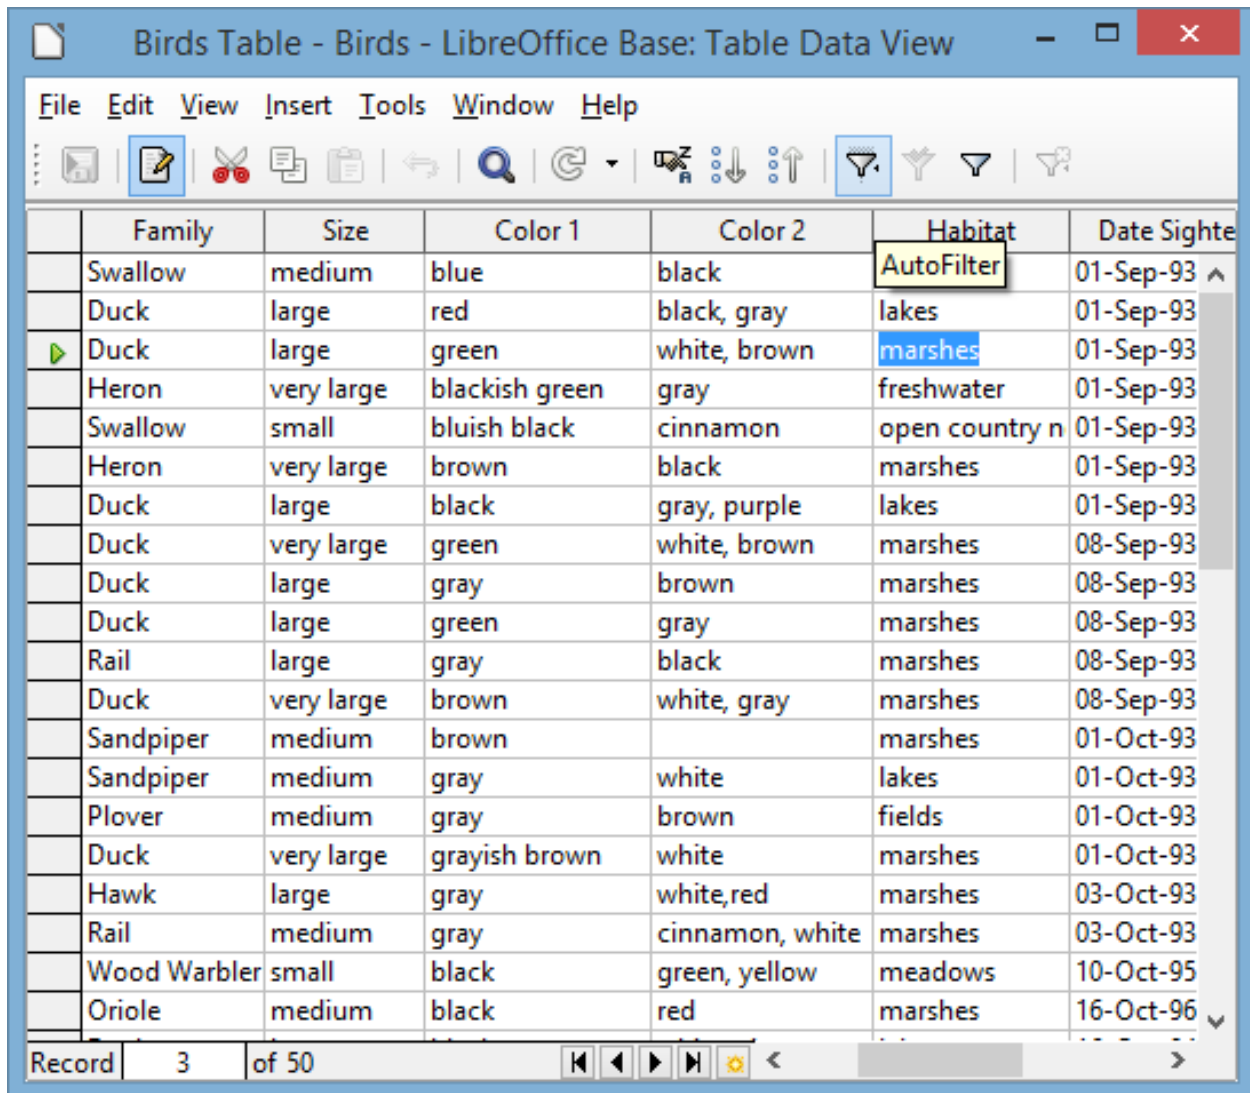 Birds Table - Birds - LibreOffice Base: Table Data View
File Edit View Insert Tools Window Help
Family Size Color 1 Color 2 Habitat Date Sighte
AutoFilter
Swallow medium blue black 01-Sep-93
Duck large red black, gray lakes 01-Sep-93
Duck large green white, brown marshes 01-Sep-93
Heron very large blackish green gray freshwater 01-Sep-93
Swallow small bluish black cinnamon open country n 01-Sep-93
Heron very large brown black marshes 01-Sep-93
Duck large black gray, purple lakes 01-Sep-93
Duck very large green white, brown marshes 08-Sep-93
Duck large gray brown marshes 08-Sep-93
Duck large green gray marshes 08-Sep-93
Rail large gray black marshes 08-Sep-93
Duck very large brown white, gray marshes 08-Sep-93
Sandpiper medium brown marshes 01-Oct-93
Sandpiper medium gray white lakes 01-Oct-93
Plover medium gray brown fields 01-Oct-93
Duck very large grayish brown white marshes 01-Oct-93
Hawk large gray white,red marshes 03-Oct-93
Rail medium gray cinnamon, white marshes 03-Oct-93
Wood Warbler small black green, yellow meadows 10-Oct-95
Oriole medium black red marshes 16-Oct-96
Record 3 of 50